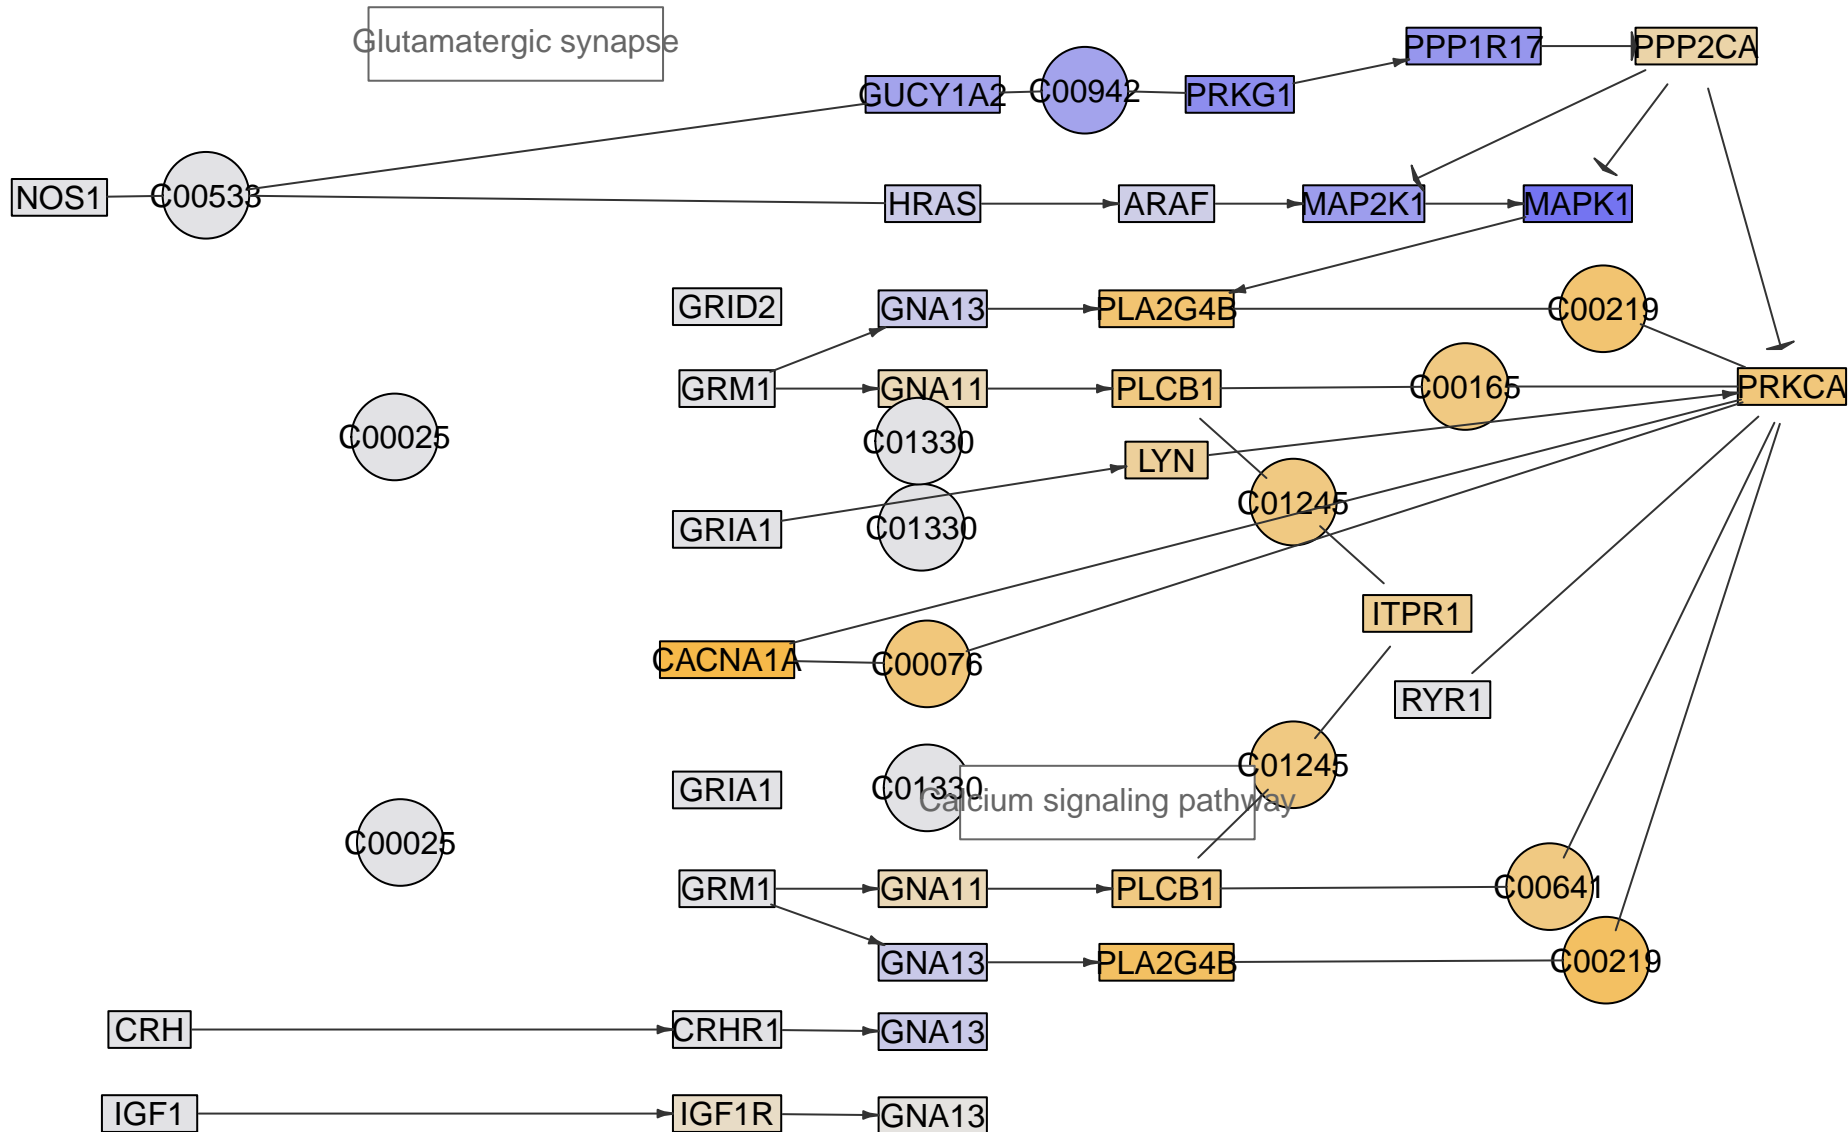 Glutamatergic synapse
PPP1R17
PPP2CA
GUCY1A2
C00942
PRKG1
NOS1
C00533
HRAS
ARAF
MAP2K1
MAPK1
GRID2
GNA13
PLA2G4B
C00219
GRM1
GNA11
PLCB1
C00165
PRKCA
C00025
C01330
LYN
GRIA1
C01330
C01245
ITPR1
CACNA1A
C00076
RYR1
GRIA1
C01330
C01245
Calcium signaling pathway
C00025
GRM1
GNA11
PLCB1
C00641
GNA13
PLA2G4B
C00219
CRH
CRHR1
GNA13
IGF1
IGF1R
GNA13